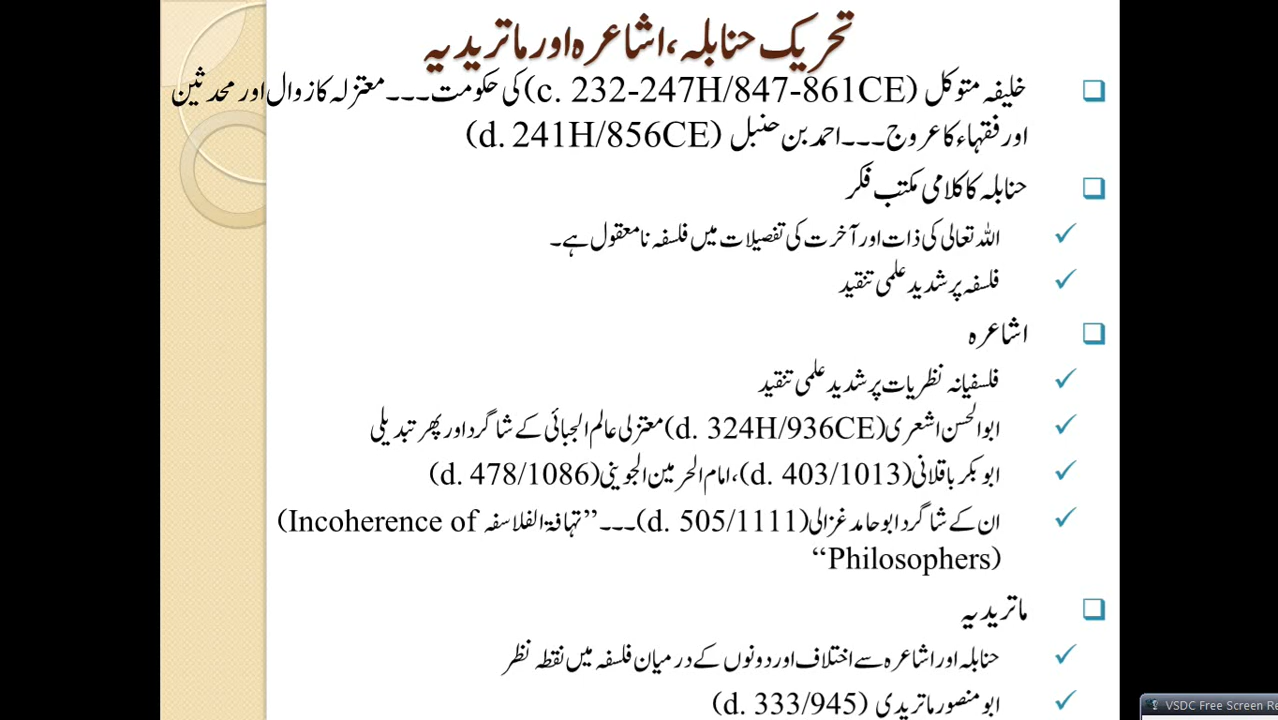 تحریک حنابلہ، اشاعرہ اور ماتریدیہ
خلیفہ متوکل (c. 232-247H/847-861CE) کی حکومت۔۔۔ معتزلہ کا زوال اور محدثین
اور فقہاء کا عروج۔۔۔ احمد بن حنبل (d. 241H/856CE)
حنابلہ کا کلامی مکتب فکر
اللہ تعالی کی ذات اور آخرت کی تفصیلات میں فلسفہ نامعقول ہے۔
فلسفہ پر شدید علمی تنقید
اشاعرہ
فلسفیانہ نظریات پر شدید علمی تنقید
ابوالحسن اشعری (d. 324H/936CE) معتزلی عالم الجبائی کے شاگرد اور پھر تبدیلی
ابو بکر باقلانی (d. 403/1013)، امام الحرمین الجوینی (d. 478/1086)
ان کے شاگرد ابو حامد غزالی (d. 505/1111)۔۔۔ ”تہافۃ الفلاسفہ (Incoherence of
Philosophers)“
ماتریدیہ
حنابلہ اور اشاعرہ سے اختلاف اور دونوں کے درمیان فلسفہ میں نقطہ نظر
ابو منصور ماتریدی (d. 333/945)
VSDC Free Screen Re